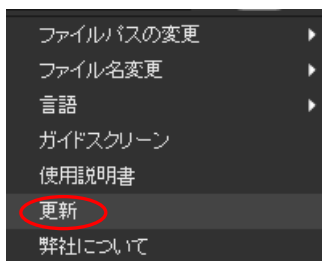 ファイルパスの変更
ファイル名変更
言語
ガイドスクリーン
使用説明書
更新
弊社について